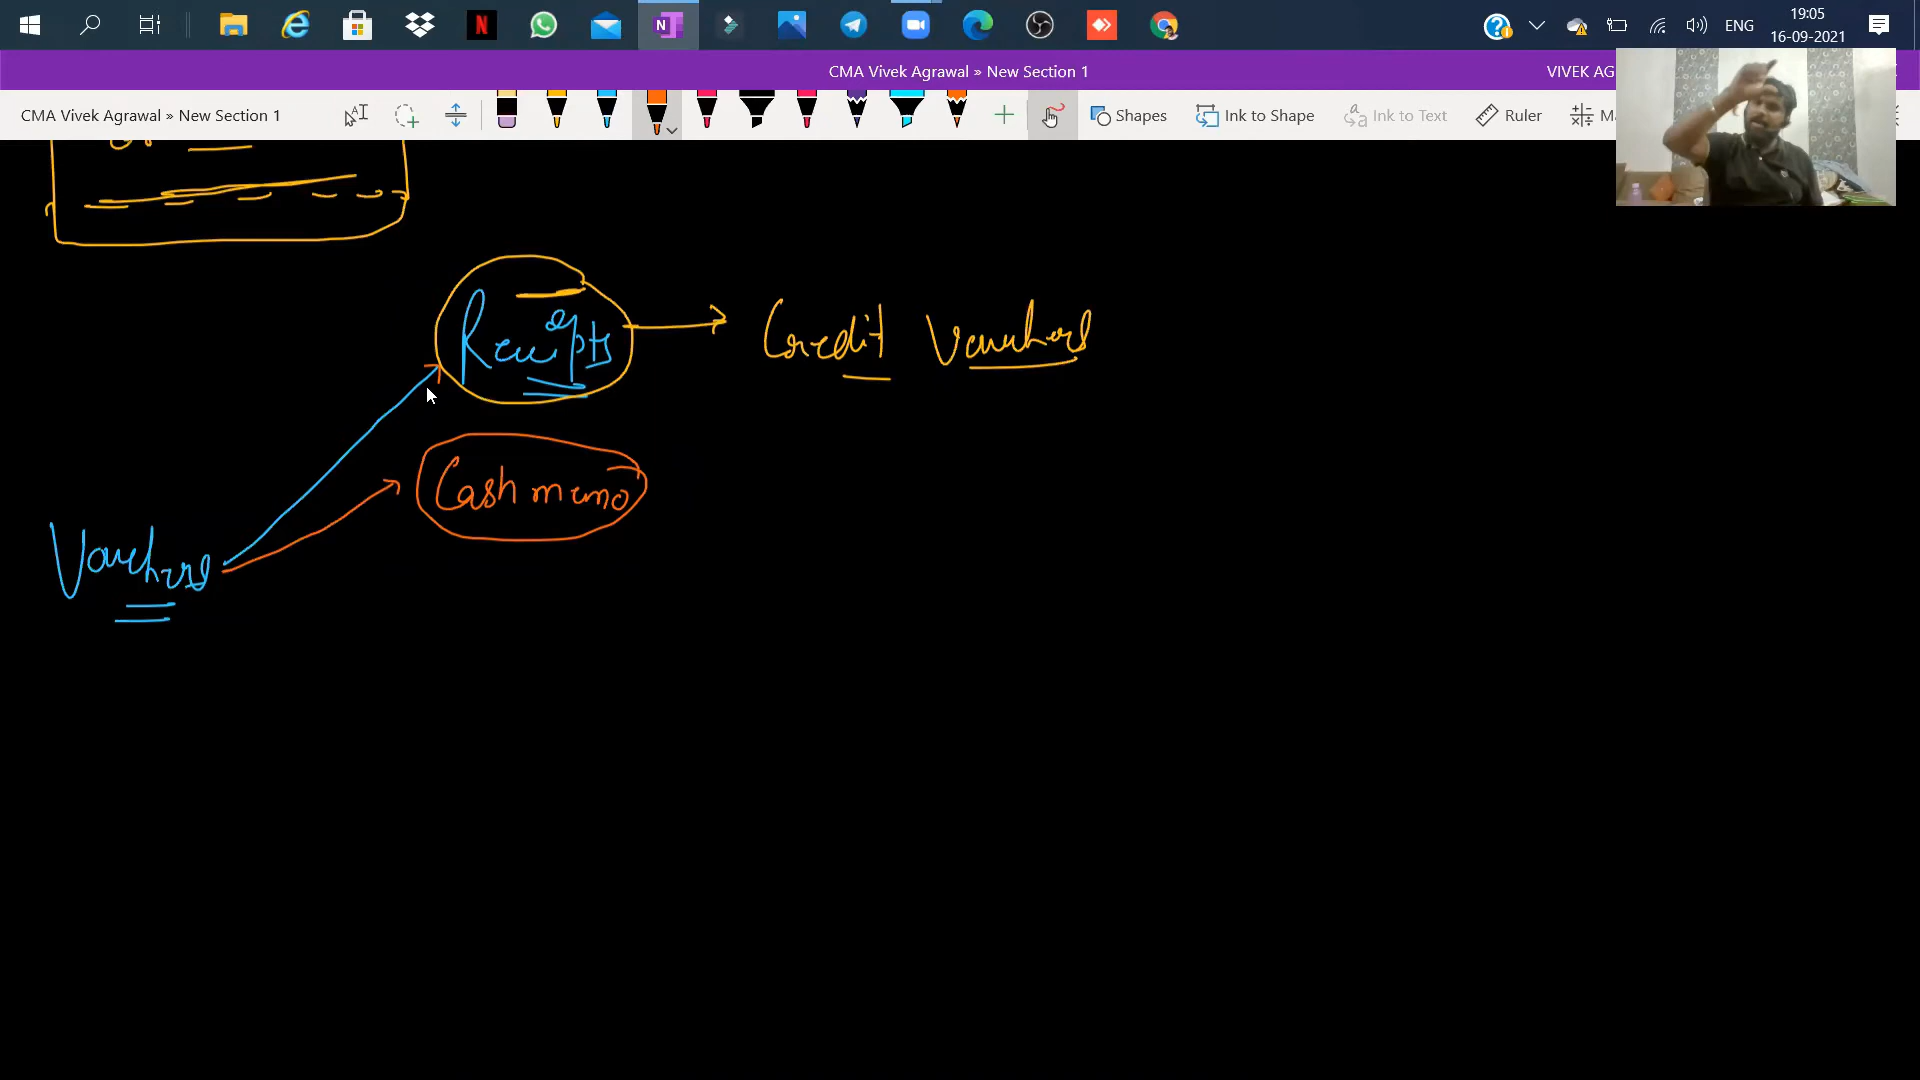 19:05
ENG
16-09-2021
CMA Vivek Agrawal » New Section 1
VIVEK AG
CMA Vivek Agrawal » New Section 1
Shapes
Ink to Shape
Ink to Text
Ruler
Receipts
Credit Vouchers
Cash memo
Vouchers